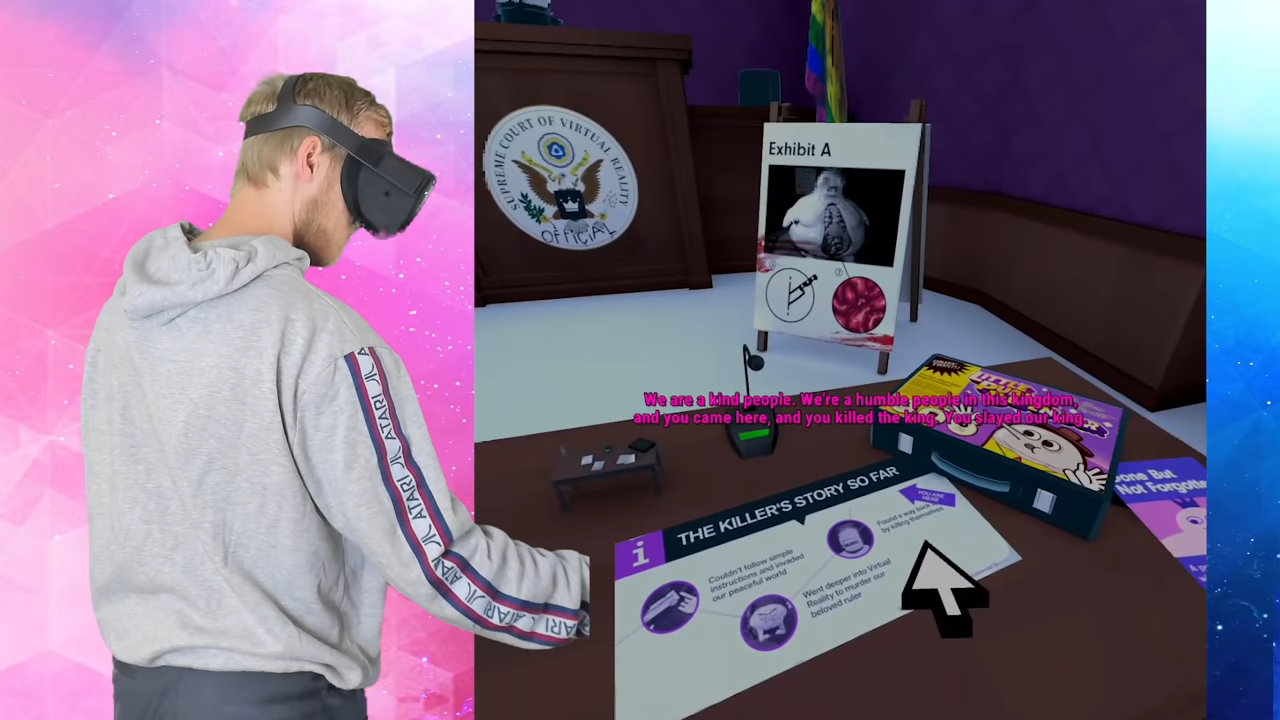 SUPREME COURT OF VIRTUAL REALITY
OFFICIAL
Exhibit A
We are a kind people. We're a humble people in this kingdom,
and you came here, and you killed the king. You slayed our king.
THE KILLER'S STORY SO FAR
YOU ARE
HERE
Found a way back
by killing themselves
Couldn't follow simple
instructions and invaded
our peaceful world
Went deeper into Virtual
Reality to murder our
beloved ruler
Not Forgotte
ATARI
ATARI
ATARI